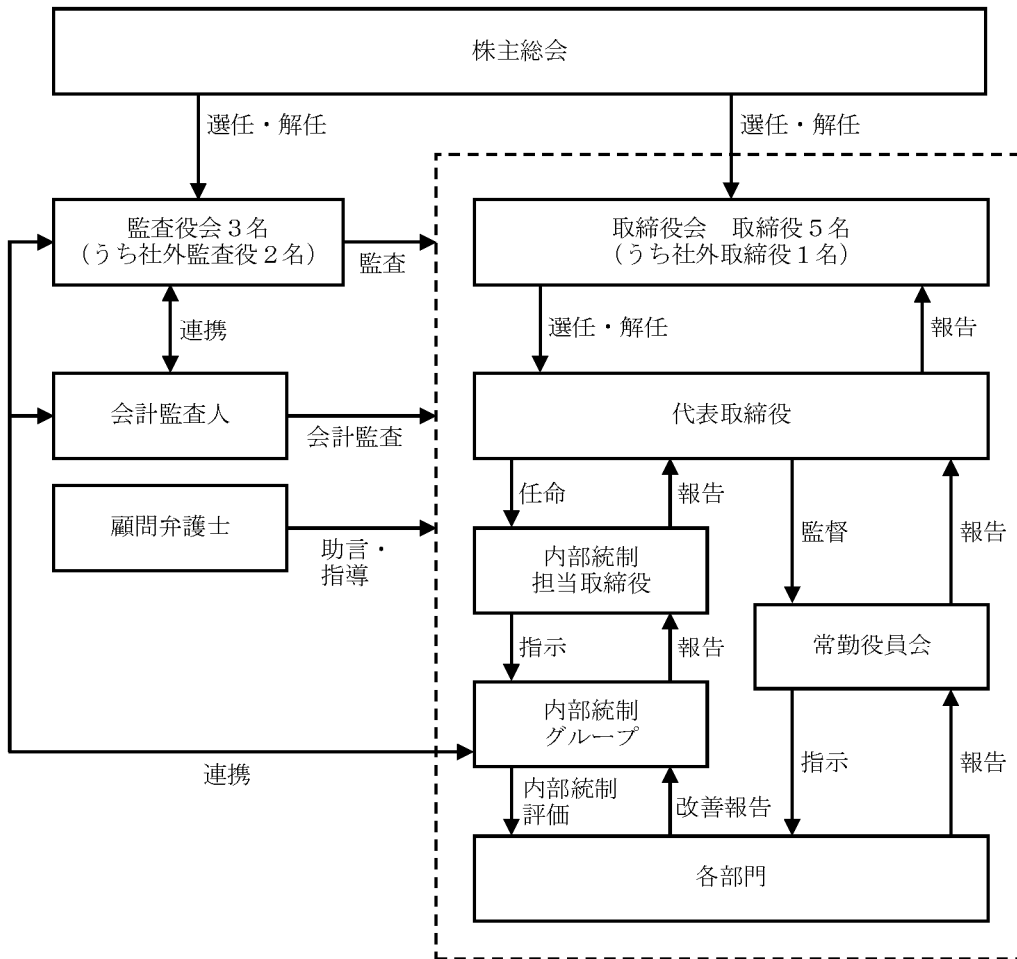 株主総会
選任・解任
選任・解任
監査役会3名
(うち社外監査役2名)
監査
取締役会　取締役5名
(うち社外取締役1名)
連携
選任・解任
報告
会計監査人
会計監査
代表取締役
任命
報告
監督
報告
顧問弁護士
助言・
指導
内部統制
担当取締役
常勤役員会
指示
報告
内部統制
グループ
連携
指示
報告
内部統制
評価
改善報告
各部門